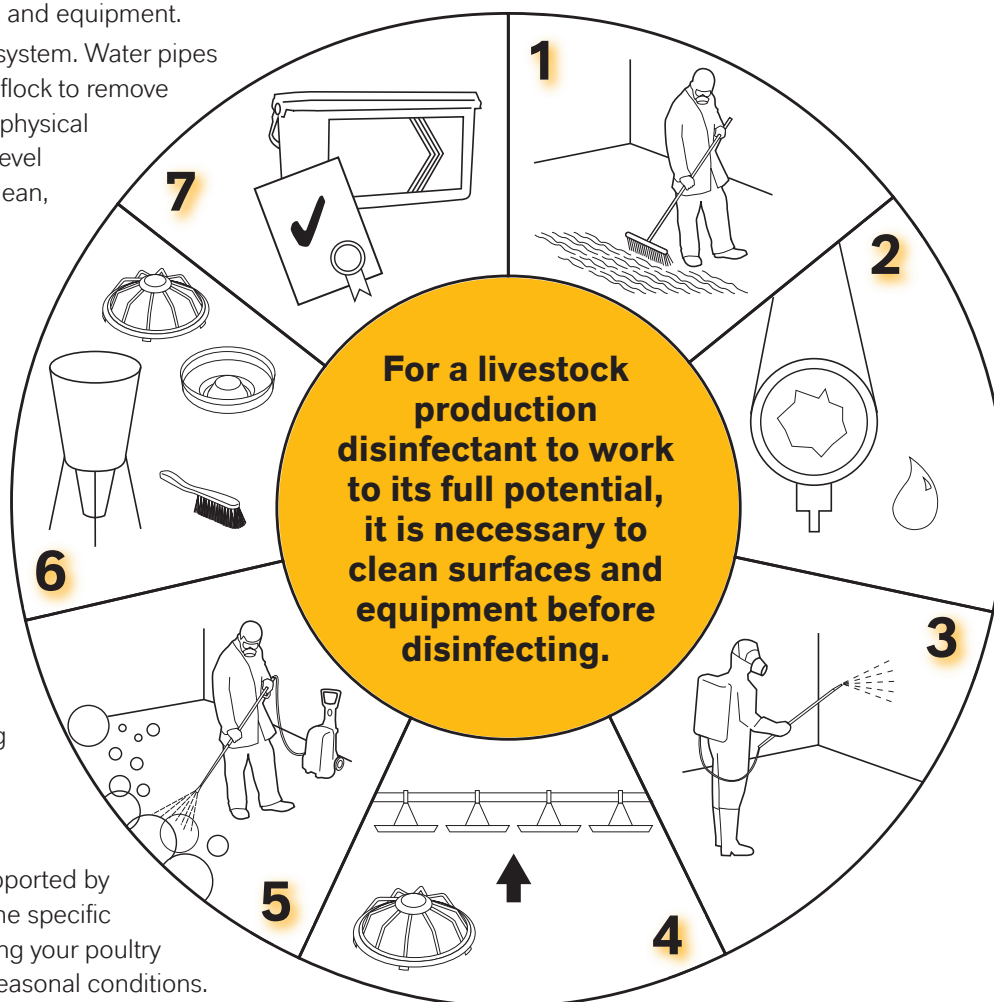 and equipment.
system. Water pipes
flock to remove
physical
evel
ean,
1
7
2
For a livestock
production
disinfectant to work
to its full potential,
it is necessary to
clean surfaces and
equipment before
disinfecting.
6
3
g
5
4
pported by
ne specific
ing your poultry
easonal conditions.